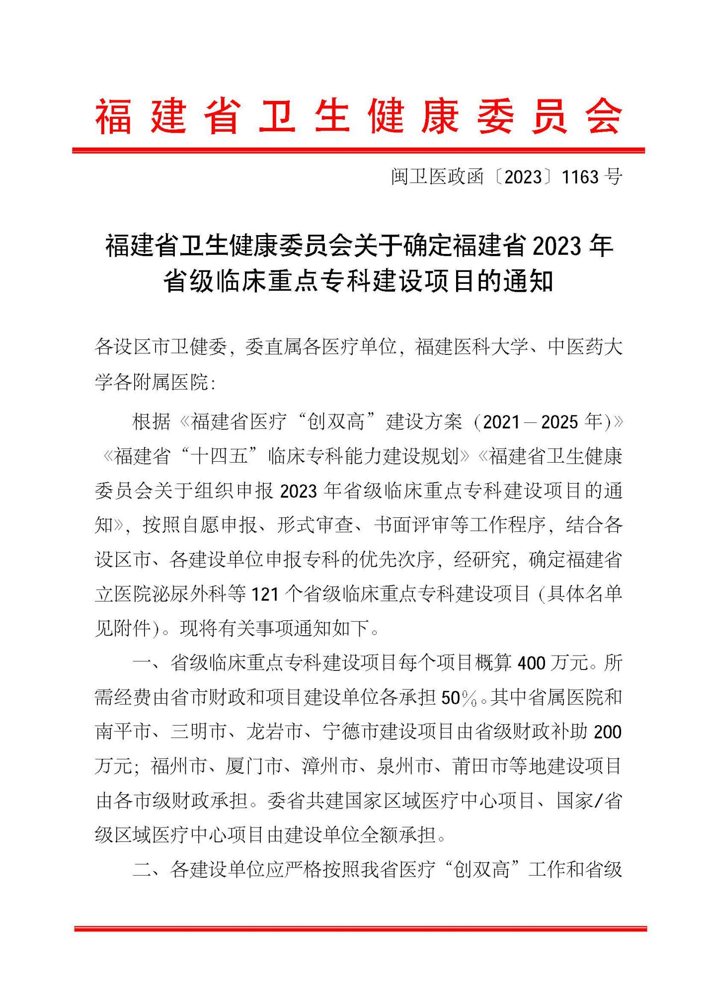 福建省卫生健康委员会
闽卫医政函〔2023〕1163号
福建省卫生健康委员会关于确定福建省2023年
省级临床重点专科建设项目的通知
各设区市卫健委，委直属各医疗单位，福建医科大学、中医药大
学各附属医院：
根据《福建省医疗“创双高”建设方案（2021—2025年）》
《福建省“十四五”临床专科能力建设规划》《福建省卫生健康
委员会关于组织申报2023年省级临床重点专科建设项目的通
知》，按照自愿申报、形式审查、书面评审等工作程序，结合各
设区市、各建设单位申报专科的优先次序，经研究，确定福建省
立医院泌尿外科等121个省级临床重点专科建设项目（具体名单
见附件）。现将有关事项通知如下。
一、省级临床重点专科建设项目每个项目概算400万元。所
需经费由省市财政和项目建设单位各承担50%。其中省属医院和
南平市、三明市、龙岩市、宁德市建设项目由省级财政补助200
万元；福州市、厦门市、漳州市、泉州市、莆田市等地建设项目
由各市级财政承担。委省共建国家区域医疗中心项目、国家/省
级区域医疗中心项目由建设单位全额承担。
二、各建设单位应严格按照我省医疗“创双高”工作和省级